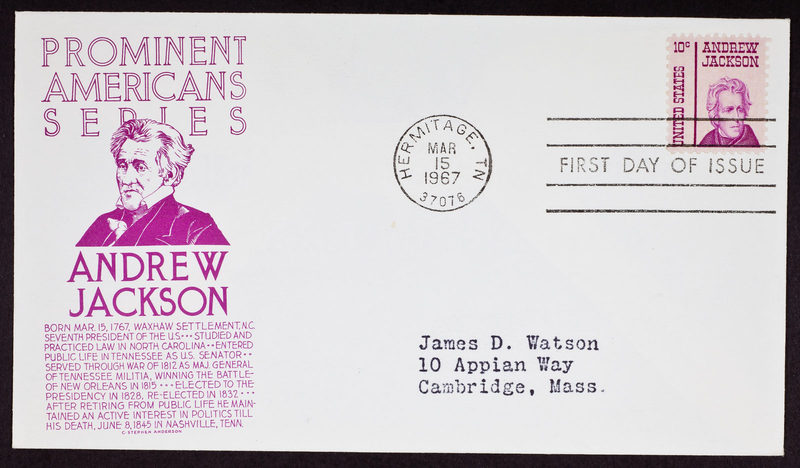 PROMINENT
AMERICANS
SERIES
ANDREW
JACKSON
BORN MAR. 15, 1767, WAXHAW SETTLEMENT, N.C.
SEVENTH PRESIDENT OF THE U.S··· STUDIED AND
PRACTICED LAW IN NORTH CAROLINA··ENTERED
PUBLIC LIFE IN TENNESSEE AS U.S. SENATOR··
SERVED THROUGH WAR OF 1812 AS MAJ. GENERAL
OF TENNESSEE MILITIA, WINNING THE BATTLE-
OF NEW ORLEANS IN 1815 ···ELECTED TO THE
PRESIDENCY IN 1828, RE-ELECTED IN 1832···
AFTER RETIRING FROM PUBLIC LIFE HE MAIN-
TAINED AN ACTIVE INTEREST IN POLITICS TILL
HIS DEATH, JUNE 8, 1845 IN NASHVILLE, TENN.
C. STEPHEN ANDERSON
HERMITAGE, TN
MAR
15
1967
37076
10c ANDREW
JACKSON
UNITED STATES
FIRST DAY OF ISSUE
James D. Watson
10 Appian Way
Cambridge, Mass.